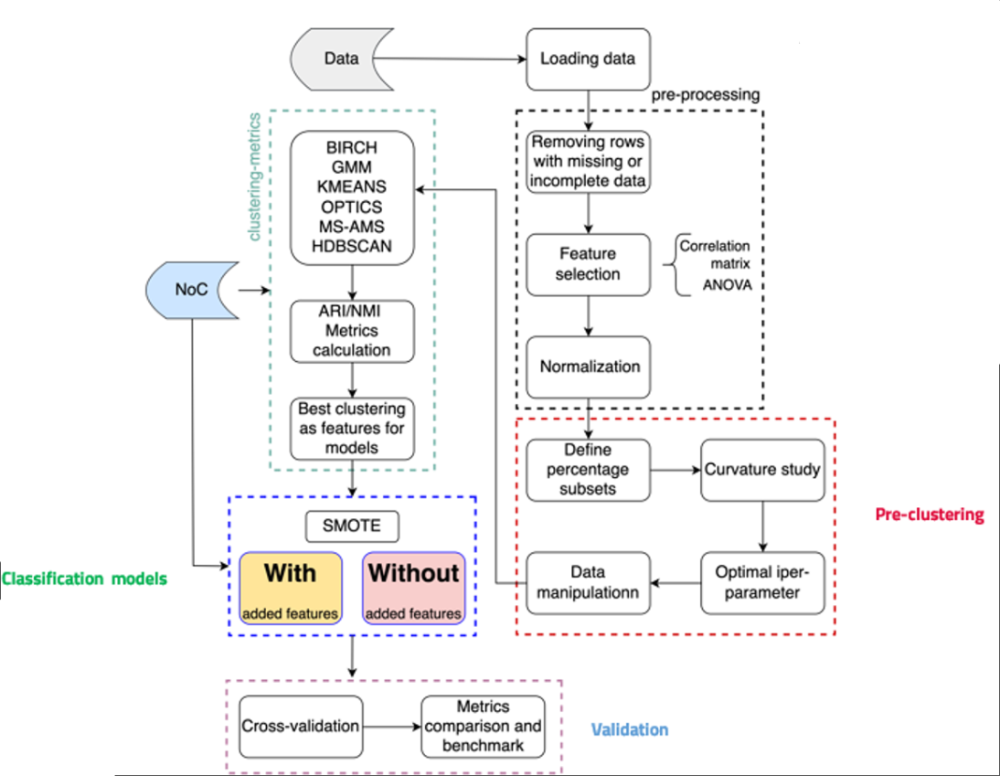 Data
Loading data
pre-processing
Removing rows
with missing or
incomplete data
Feature
selection
Correlation
matrix
ANOVA
Normalization
Define
percentage
subsets
Curvature study
Optimal iper-
parameter
Data
manipulationn
Pre-clustering
clustering-metrics
BIRCH
GMM
KMEANS
OPTICS
MS-AMS
HDBSCAN
NoC
ARI/NMI
Metrics
calculation
Best clustering
as features for
models
SMOTE
With
added features
Without
added features
Classification models
Cross-validation
Metrics
comparison and
benchmark
Validation